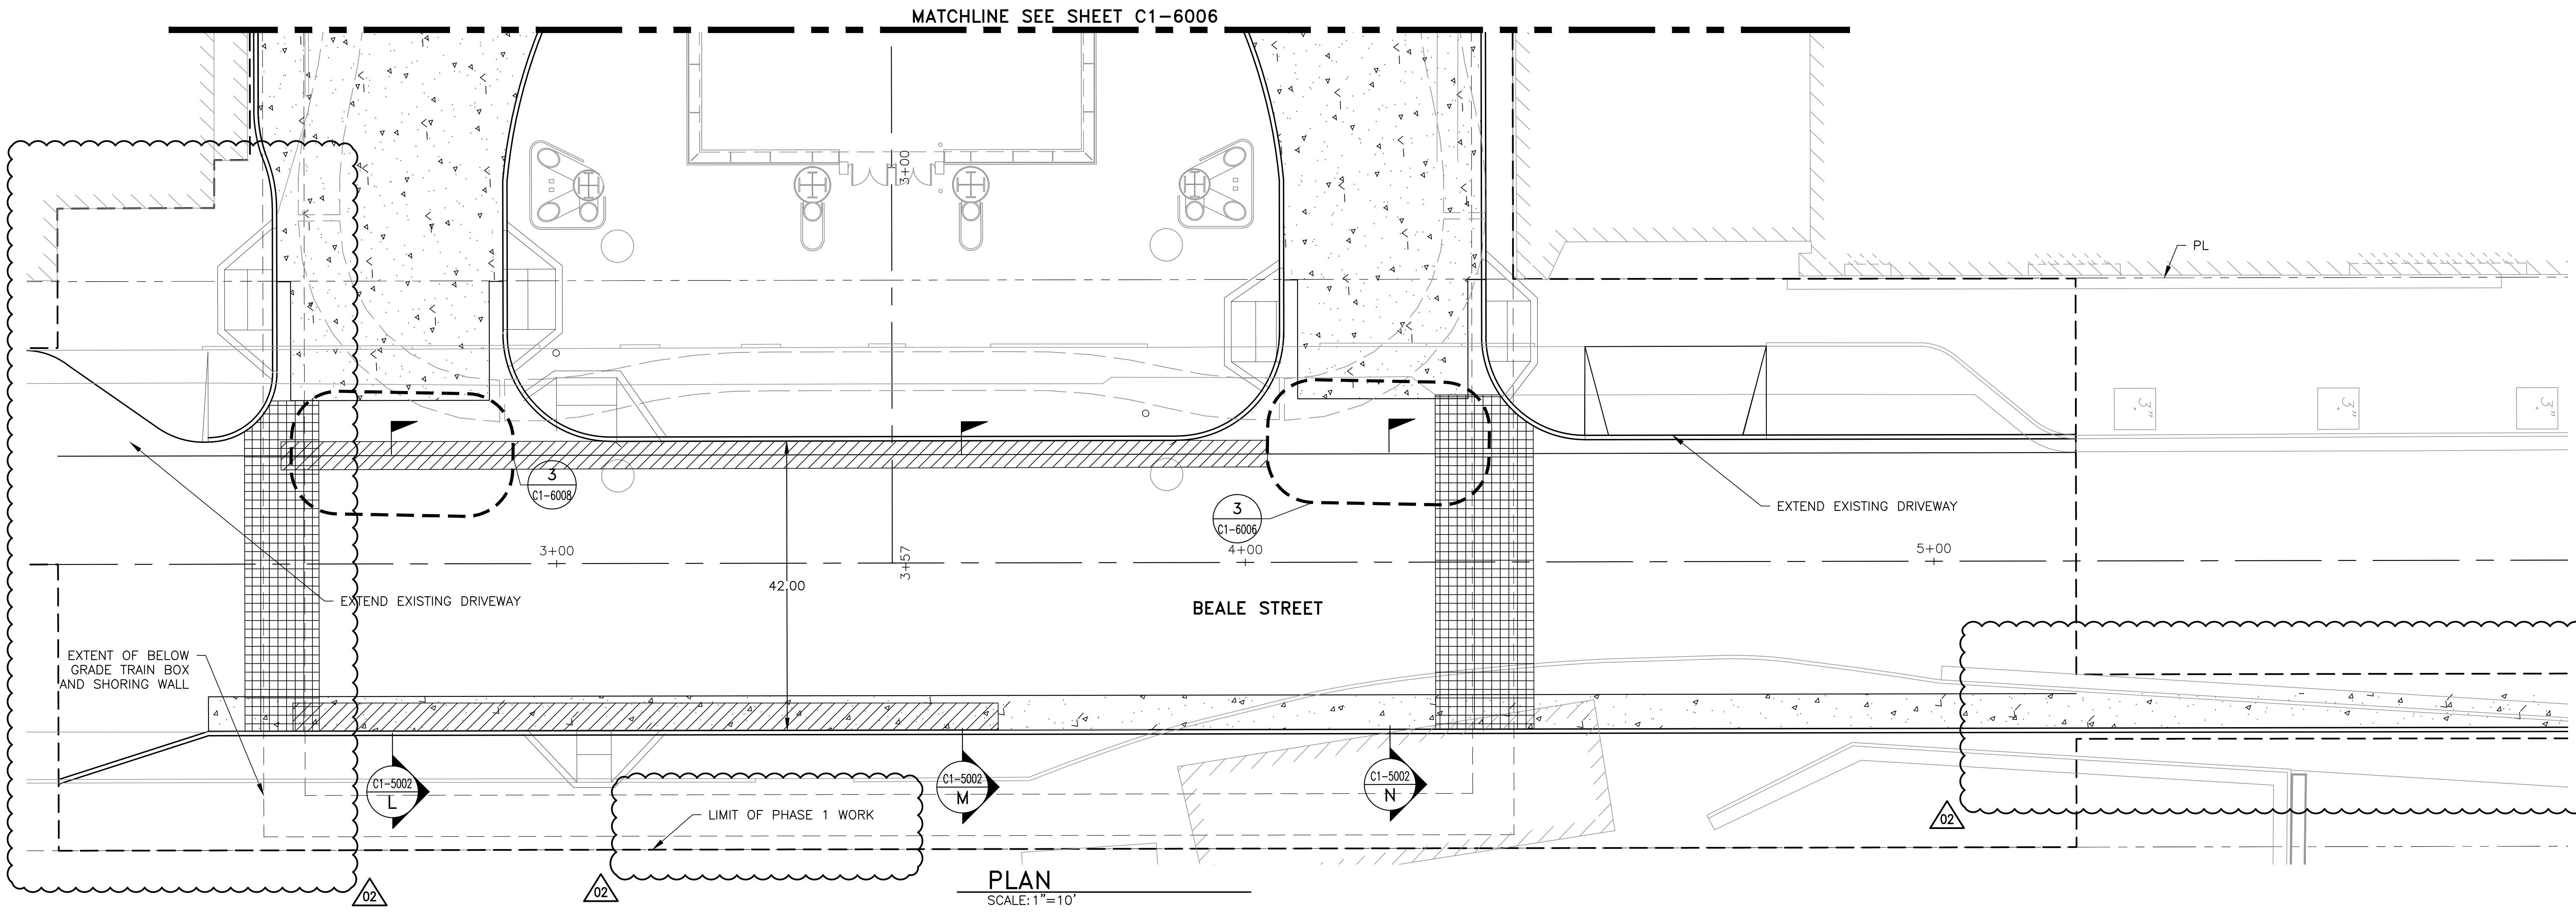 MATCHLINE SEE SHEET C1-6006
3+00
PL
3"
3"
3"
3
C1-6008
3
C1-6006
EXTEND EXISTING DRIVEWAY
3+00
3+57
4+00
5+00
42.00
EXTEND EXISTING DRIVEWAY
BEALE STREET
EXTENT OF BELOW
GRADE TRAIN BOX
AND SHORING WALL
C1-5002
L
C1-5002
M
C1-5002
N
LIMIT OF PHASE 1 WORK
02
02
02
PLAN
SCALE: 1"=10'